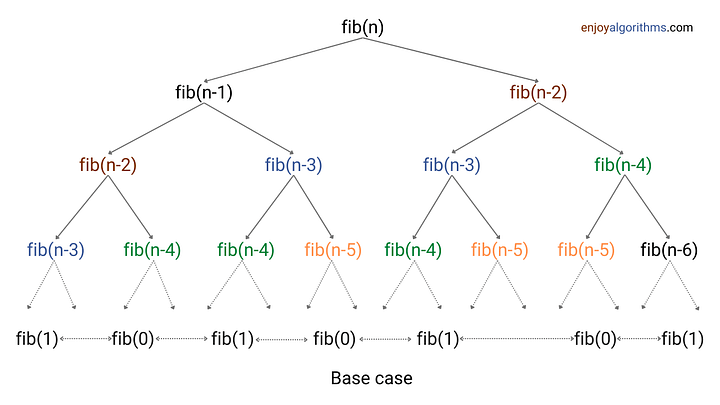 fib(n)
enjoyalgorithms.com
fib(n-1)
fib(n-2)
fib(n-2)
fib(n-3)
fib(n-3)
fib(n-4)
fib(n-3)
fib(n-4)
fib(n-4)
fib(n-5)
fib(n-4)
fib(n-5)
fib(n-5)
fib(n-6)
fib(1)
fib(0)
fib(1)
fib(0)
fib(1)
fib(0)
fib(1)
Base case